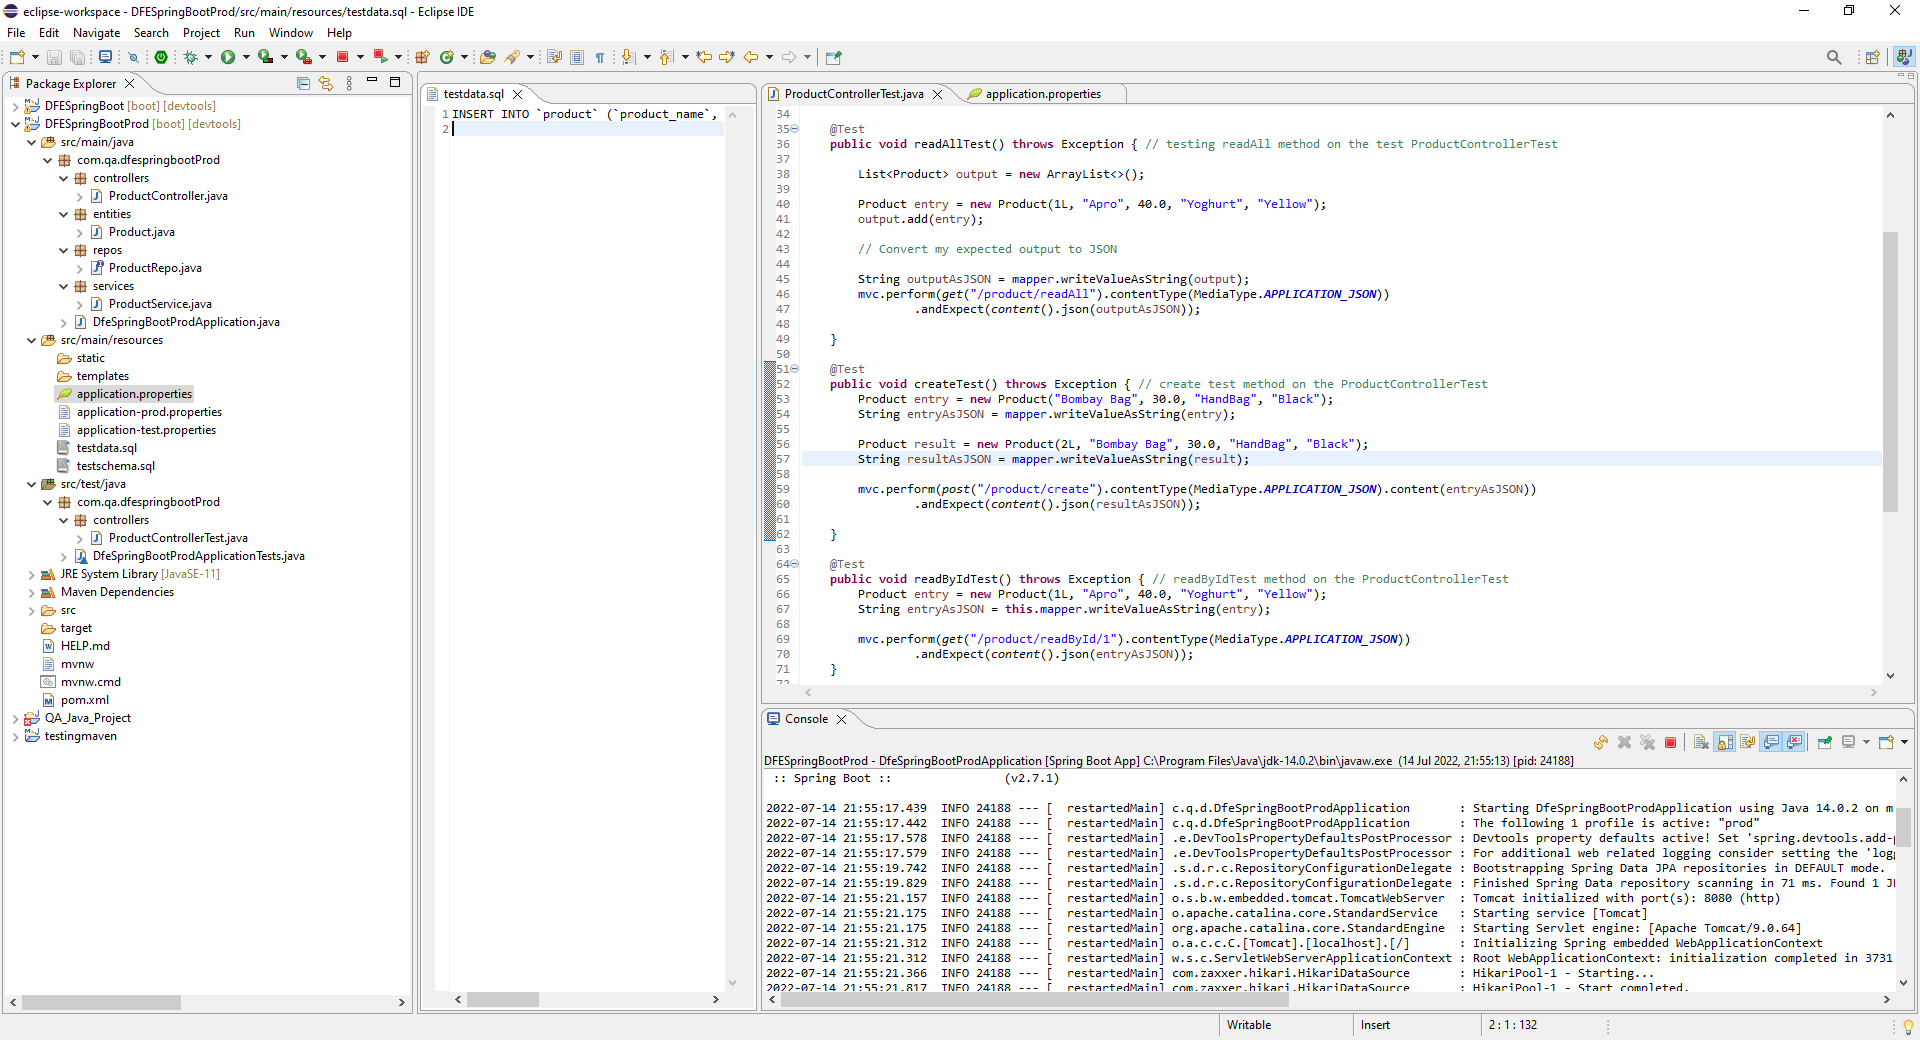 eclipse-workspace - DFESpringBootProd/src/main/resources/testdata.sql - Eclipse IDE
File Edit Navigate Search Project Run Window Help
Package Explorer
DFESpringBoot [boot] [devtools]
DFESpringBootProd [boot] [devtools]
src/main/java
com.qa.dfespringbootProd
controllers
ProductController.java
entities
Product.java
repos
ProductRepo.java
services
ProductService.java
DfeSpringBootProdApplication.java
src/main/resources
static
templates
application.properties
application-prod.properties
application-test.properties
testdata.sql
testschema.sql
src/test/java
com.qa.dfespringbootProd
controllers
ProductControllerTest.java
DfeSpringBootProdApplicationTests.java
JRE System Library [JavaSE-11]
Maven Dependencies
src
target
HELP.md
mvnw
mvnw.cmd
pom.xml
QA_Java_Project
testingmaven
testdata.sql
1 INSERT INTO `product` (`product_name`,
2
ProductControllerTest.java
application.properties
34
35 @Test
36 public void readAllTest() throws Exception { // testing readAll method on the test ProductControllerTest
37
38 List<Product> output = new ArrayList<>();
39
40 Product entry = new Product(1L, "Apro", 40.0, "Yoghurt", "Yellow");
41 output.add(entry);
42
43 // Convert my expected output to JSON
44
45 String outputAsJSON = mapper.writeValueAsString(output);
46 mvc.perform(get("/product/readAll").contentType(MediaType.APPLICATION_JSON))
47 .andExpect(content().json(outputAsJSON));
48
49 }
50
51 @Test
52 public void createTest() throws Exception { // create test method on the ProductControllerTest
53 Product entry = new Product("Bombay Bag", 30.0, "HandBag", "Black");
54 String entryAsJSON = mapper.writeValueAsString(entry);
55
56 Product result = new Product(2L, "Bombay Bag", 30.0, "HandBag", "Black");
57 String resultAsJSON = mapper.writeValueAsString(result);
58
59 mvc.perform(post("/product/create").contentType(MediaType.APPLICATION_JSON).content(entryAsJSON))
60 .andExpect(content().json(resultAsJSON));
61
62 }
63
64 @Test
65 public void readByIdTest() throws Exception { // readByIdTest method on the ProductControllerTest
66 Product entry = new Product(1L, "Apro", 40.0, "Yoghurt", "Yellow");
67 String entryAsJSON = this.mapper.writeValueAsString(entry);
68
69 mvc.perform(get("/product/readById/1").contentType(MediaType.APPLICATION_JSON))
70 .andExpect(content().json(entryAsJSON));
71 }
72
Console
DFESpringBootProd - DfeSpringBootProdApplication [Spring Boot App] C:\Program Files\Java\jdk-14.0.2\bin\javaw.exe (14 Jul 2022, 21:55:13) [pid: 24188]
:: Spring Boot :: (v2.7.1)
2022-07-14 21:55:17.439 INFO 24188 --- [ restartedMain] c.q.d.DfeSpringBootProdApplication : Starting DfeSpringBootProdApplication using Java 14.0.2 on
2022-07-14 21:55:17.442 INFO 24188 --- [ restartedMain] c.q.d.DfeSpringBootProdApplication : The following 1 profile is active: "prod"
2022-07-14 21:55:17.578 INFO 24188 --- [ restartedMain] .e.DevToolsPropertyDefaultsPostProcessor : Devtools property defaults active! Set 'spring.devtools.add-
2022-07-14 21:55:17.579 INFO 24188 --- [ restartedMain] .e.DevToolsPropertyDefaultsPostProcessor : For additional web related logging consider setting the 'log
2022-07-14 21:55:19.742 INFO 24188 --- [ restartedMain] .s.d.r.c.RepositoryConfigurationDelegate : Bootstrapping Spring Data JPA repositories in DEFAULT mode.
2022-07-14 21:55:19.829 INFO 24188 --- [ restartedMain] .s.d.r.c.RepositoryConfigurationDelegate : Finished Spring Data repository scanning in 71 ms. Found 1
2022-07-14 21:55:21.157 INFO 24188 --- [ restartedMain] o.s.b.w.embedded.tomcat.TomcatWebServer : Tomcat initialized with port(s): 8080 (http)
2022-07-14 21:55:21.175 INFO 24188 --- [ restartedMain] o.apache.catalina.core.StandardService : Starting service [Tomcat]
2022-07-14 21:55:21.175 INFO 24188 --- [ restartedMain] org.apache.catalina.core.StandardEngine : Starting Servlet engine: [Apache Tomcat/9.0.64]
2022-07-14 21:55:21.312 INFO 24188 --- [ restartedMain] o.a.c.c.C.[Tomcat].[localhost].[/] : Initializing Spring embedded WebApplicationContext
2022-07-14 21:55:21.312 INFO 24188 --- [ restartedMain] w.s.c.ServletWebServerApplicationContext : Root WebApplicationContext: initialization completed in 3731
2022-07-14 21:55:21.366 INFO 24188 --- [ restartedMain] com.zaxxer.hikari.HikariDataSource : HikariPool-1 - Starting...
2022-07-14 21:55:21.817 INFO 24188 --- [ restartedMain] com.zaxxer.hikari.HikariDataSource : HikariPool-1 - Start completed.
Writable Insert 2 : 1 : 132